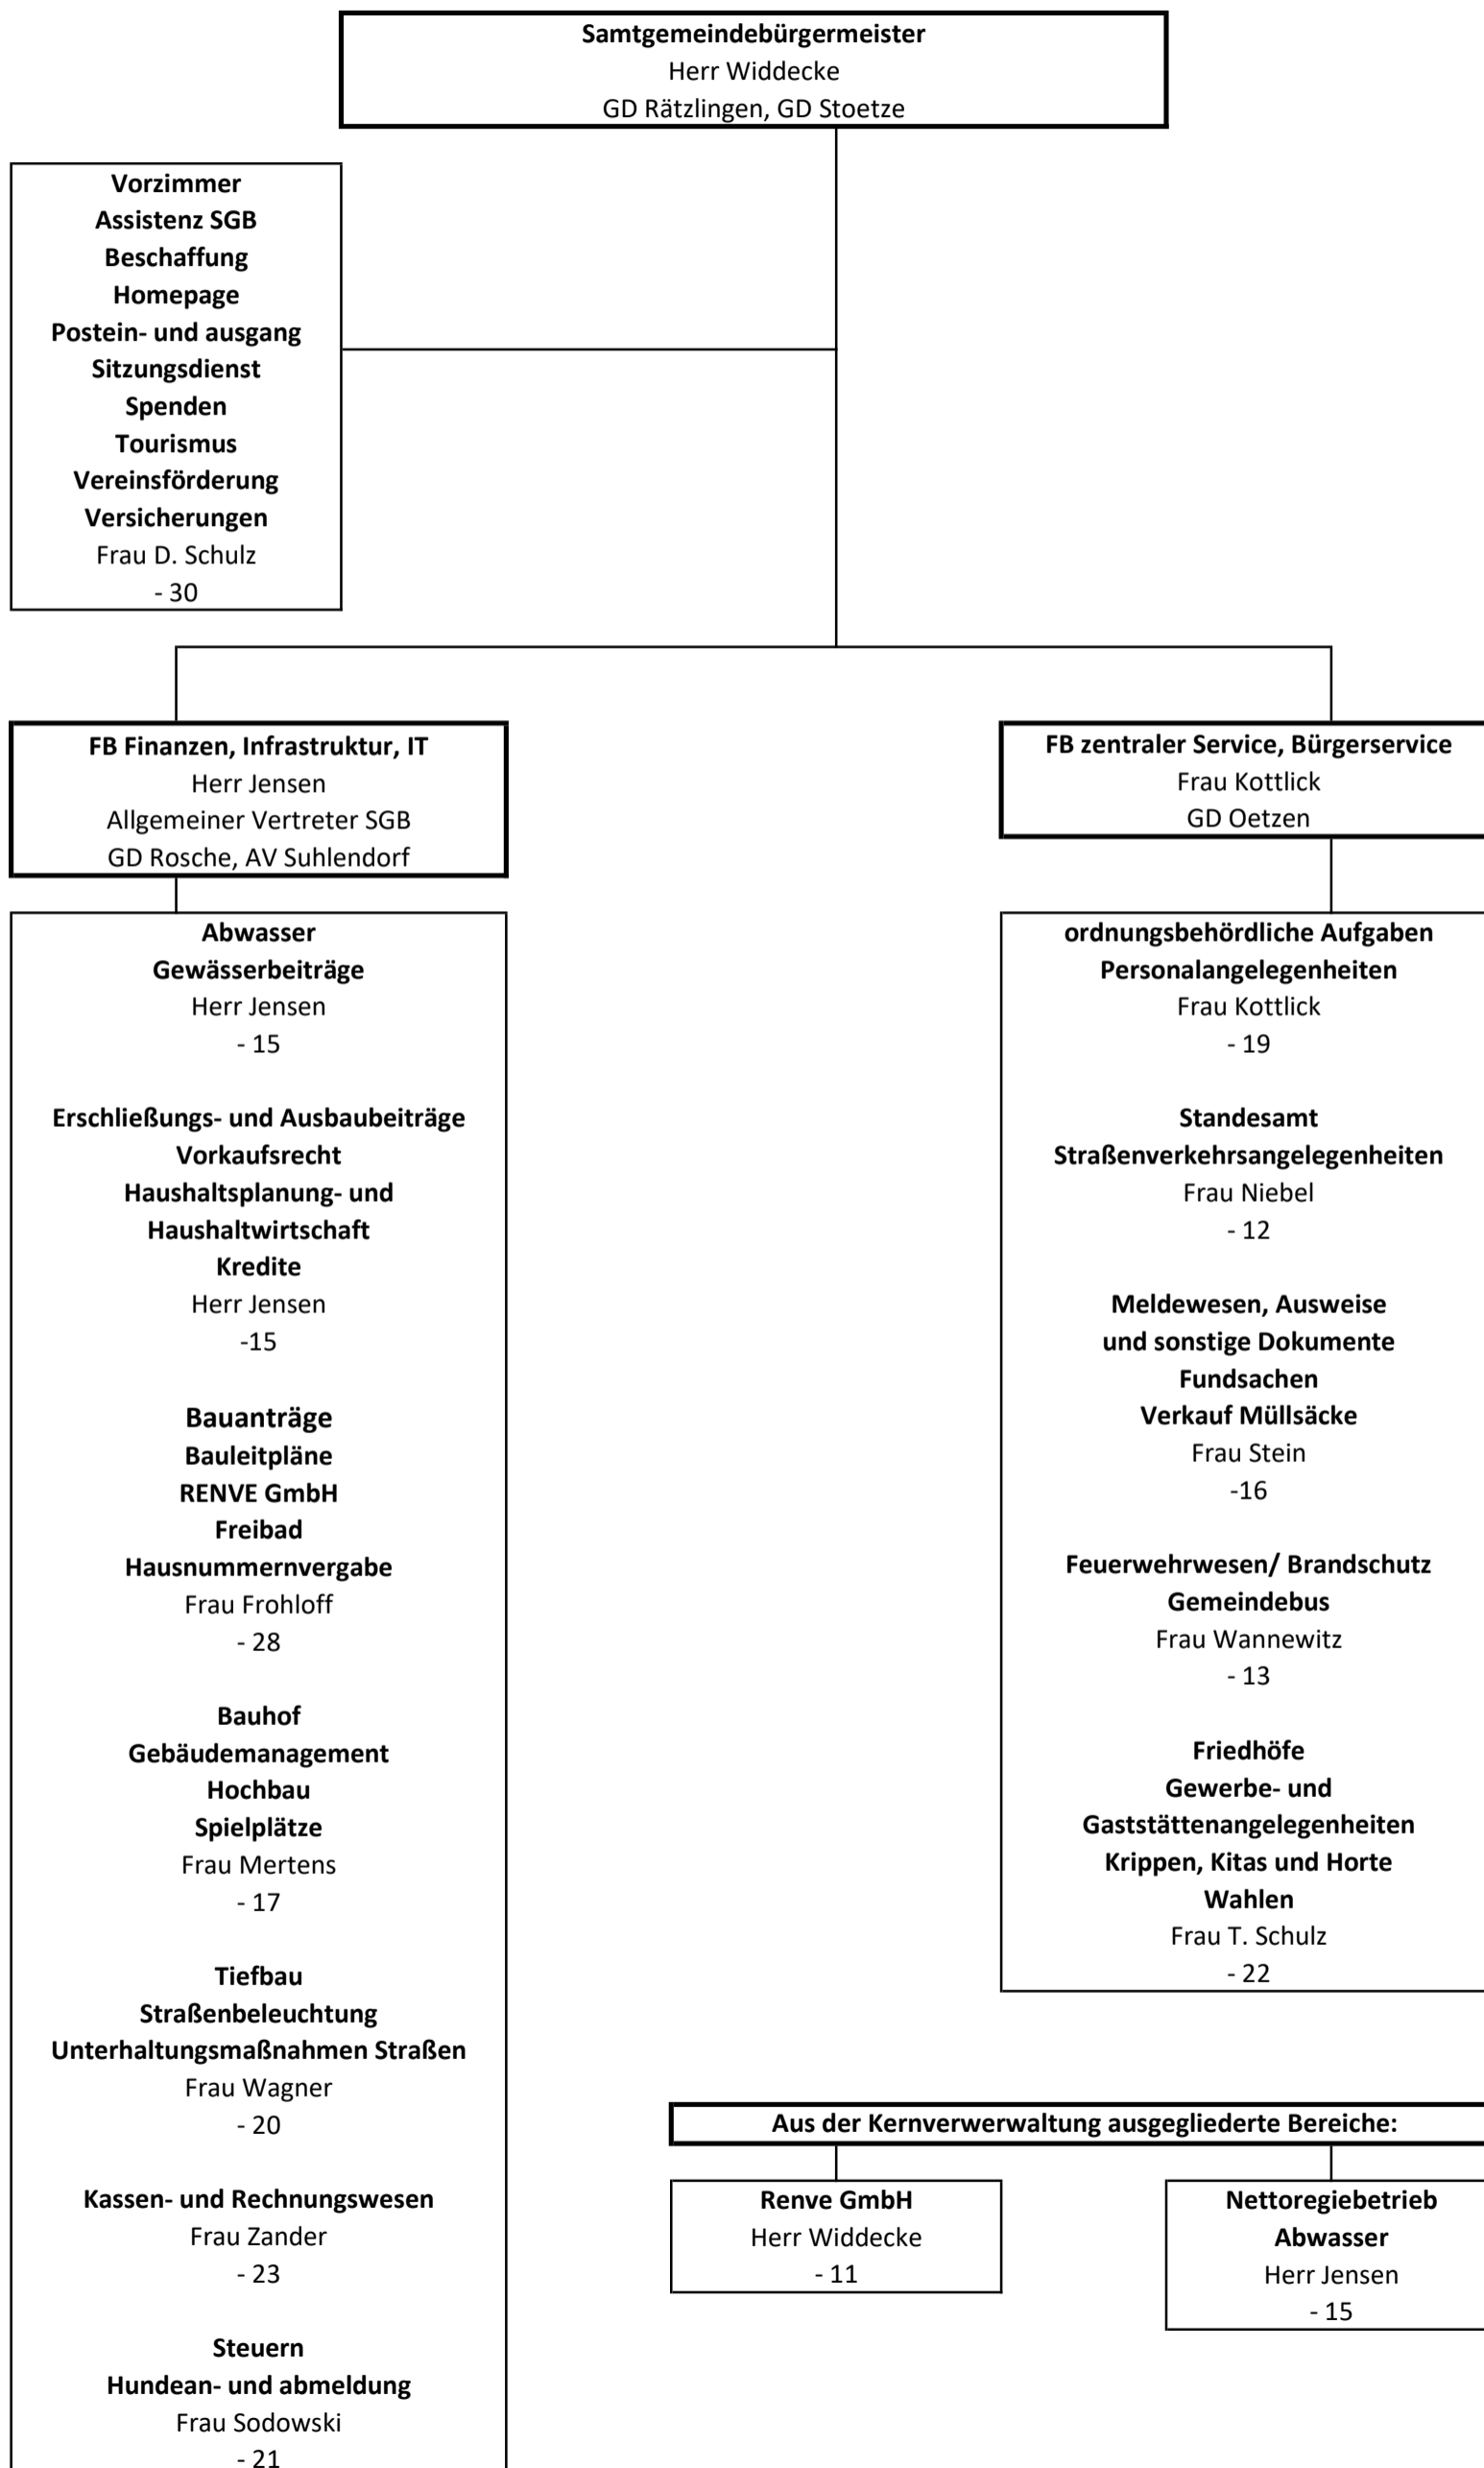 Samtgemeindebürgermeister
Herr Widdecke
GD Rätzlingen, GD Stoetze
Vorzimmer
Assistenz SGB
Beschaffung
Homepage
Postein- und ausgang
Sitzungsdienst
Spenden
Tourismus
Vereinsförderung
Versicherungen
Frau D. Schulz
- 30
FB Finanzen, Infrastruktur, IT
Herr Jensen
Allgemeiner Vertreter SGB
GD Rosche, AV Suhlendorf
Abwasser
Gewässerbeiträge
Herr Jensen
- 15
Erschließungs- und Ausbaubeiträge
Vorkaufsrecht
Haushaltsplanung- und
Haushaltwirtschaft
Kredite
Herr Jensen
-15
Bauanträge
Bauleitpläne
RENVE GmbH
Freibad
Hausnummernvergabe
Frau Frohloff
- 28
Bauhof
Gebäudemanagement
Hochbau
Spielplätze
Frau Mertens
- 17
Tiefbau
Straßenbeleuchtung
Unterhaltungsmaßnahmen Straßen
Frau Wagner
- 20
Kassen- und Rechnungswesen
Frau Zander
- 23
Steuern
Hundean- und abmeldung
Frau Sodowski
- 21
FB zentraler Service, Bürgerservice
Frau Kottlick
GD Oetzen
ordnungsbehördliche Aufgaben
Personalangelegenheiten
Frau Kottlick
- 19
Standesamt
Straßenverkehrsangelegenheiten
Frau Niebel
- 12
Meldewesen, Ausweise
und sonstige Dokumente
Fundsachen
Verkauf Müllsäcke
Frau Stein
-16
Feuerwehrwesen/ Brandschutz
Gemeindebus
Frau Wannewitz
- 13
Friedhöfe
Gewerbe- und
Gaststättenangelegenheiten
Krippen, Kitas und Horte
Wahlen
Frau T. Schulz
- 22
Aus der Kernverwerwaltung ausgegliederte Bereiche:
Renve GmbH
Herr Widdecke
- 11
Nettoregiebetrieb
Abwasser
Herr Jensen
- 15